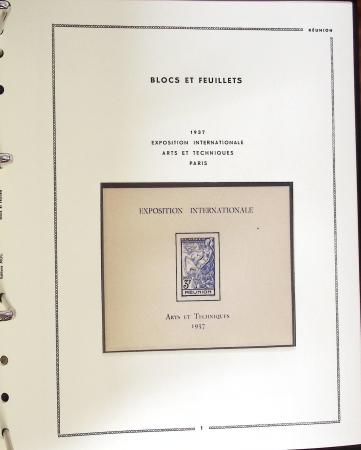 RÉUNION
BLOCS ET FEUILLETS
1937
EXPOSITION INTERNATIONALE
ARTS ET TECHNIQUES
PARIS
EXPOSITION INTERNATIONALE
3F
RÉUNION
ARTS ET TECHNIQUES
1937
1